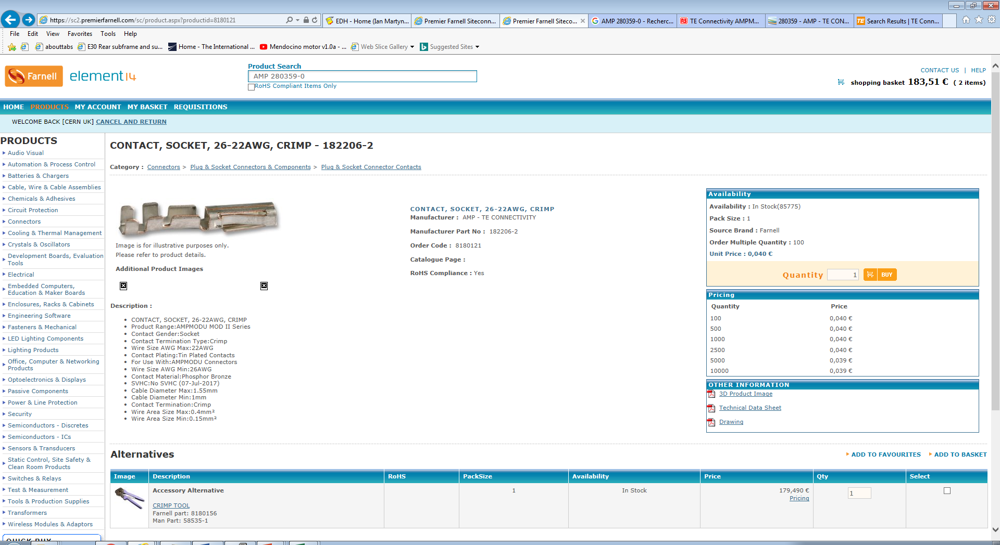 https://sc2.premierfarnell.com/sc/product.aspx?productid=8180121
EDH - Home (Ian Martyn...
Premier Farnell Siteconn...
Premier Farnell Siteco...
AMP 280359-0 - Recherc...
TE Connectivity AMPM...
280359 - AMP - TE CON...
Search Results | TE Conn...
File Edit View Favorites Tools Help
abouttabs
E30 Rear subframe and su...
Home - The International ...
Mendocino motor v1.0a - ...
Web Slice Gallery
Suggested Sites
Farnell element14
Product Search
AMP 280359-0
RoHS Compliant Items Only
CONTACT US | HELP
shopping basket 183,51 € ( 2 items)
HOME PRODUCTS MY ACCOUNT MY BASKET REQUISITIONS
WELCOME BACK [CERN UK] CANCEL AND RETURN
PRODUCTS
Audio Visual
Automation & Process Control
Batteries & Chargers
Cable, Wire & Cable Assemblies
Chemicals & Adhesives
Circuit Protection
Connectors
Cooling & Thermal Management
Crystals & Oscillators
Development Boards, Evaluation
Tools
Electrical
Embedded Computers,
Education & Maker Boards
Enclosures, Racks & Cabinets
Engineering Software
Fasteners & Mechanical
LED Lighting Components
Lighting Products
Office, Computer & Networking
Products
Optoelectronics & Displays
Passive Components
Power & Line Protection
Security
Semiconductors - Discretes
Semiconductors - ICs
Sensors & Transducers
Static Control, Site Safety &
Clean Room Products
Switches & Relays
Test & Measurement
Tools & Production Supplies
Transformers
Wireless Modules & Adaptors
QUICK BUY
CONTACT, SOCKET, 26-22AWG, CRIMP - 182206-2
Category : Connectors > Plug & Socket Connectors & Components > Plug & Socket Connector Contacts
Image is for illustrative purposes only.
Please refer to product details.
Additional Product Images
CONTACT, SOCKET, 26-22AWG, CRIMP
Manufacturer : AMP - TE CONNECTIVITY
Manufacturer Part No : 182206-2
Order Code : 8180121
Catalogue Page :
RoHS Compliance : Yes
Description :
CONTACT, SOCKET, 26-22AWG, CRIMP
Product Range:AMPMODU MOD II Series
Contact Gender:Socket
Contact Termination Type:Crimp
Wire Size AWG Max:22AWG
Contact Plating:Tin Plated Contacts
For Use With:AMPMODU Connectors
Wire Size AWG Min:26AWG
Contact Material:Phosphor Bronze
SVHC:No SVHC (07-Jul-2017)
Cable Diameter Max:1.55mm
Cable Diameter Min:1mm
Contact Termination:Crimp
Wire Area Size Max:0.4mm²
Wire Area Size Min:0.15mm²
Availability
Availability : In Stock(85775)
Pack Size : 1
Source Brand : Farnell
Order Multiple Quantity : 100
Unit Price : 0,040 €
Quantity 1 BUY
Pricing
Quantity Price
100 0,040 €
500 0,040 €
1000 0,040 €
2500 0,040 €
5000 0,039 €
10000 0,039 €
OTHER INFORMATION
3D Product Image
Technical Data Sheet
Drawing
Alternatives
ADD TO FAVOURITES ADD TO BASKET
Image Description RoHS PackSize Availability Price Qty Select
Accessory Alternative 1 In Stock 179,490 € 1
Pricing
CRIMP TOOL
Farnell part: 8180156
Man Part: 58535-1